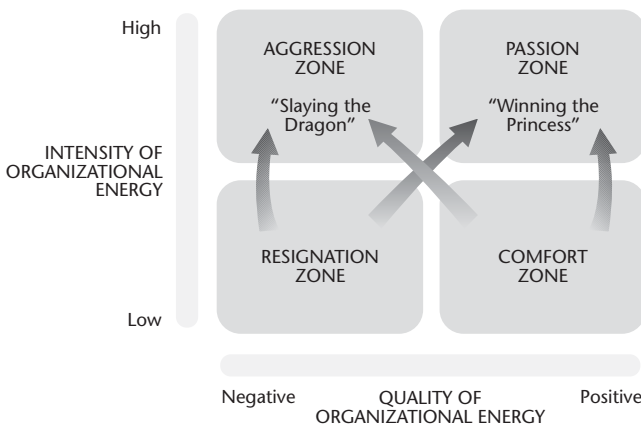 High
AGGRESSION
ZONE
“Slaying the
Dragon”
PASSION
ZONE
“Winning the
Princess”
INTENSITY OF
ORGANIZATIONAL
ENERGY
RESIGNATION
ZONE
COMFORT
ZONE
Low
Negative
QUALITY OF
ORGANIZATIONAL ENERGY
Positive